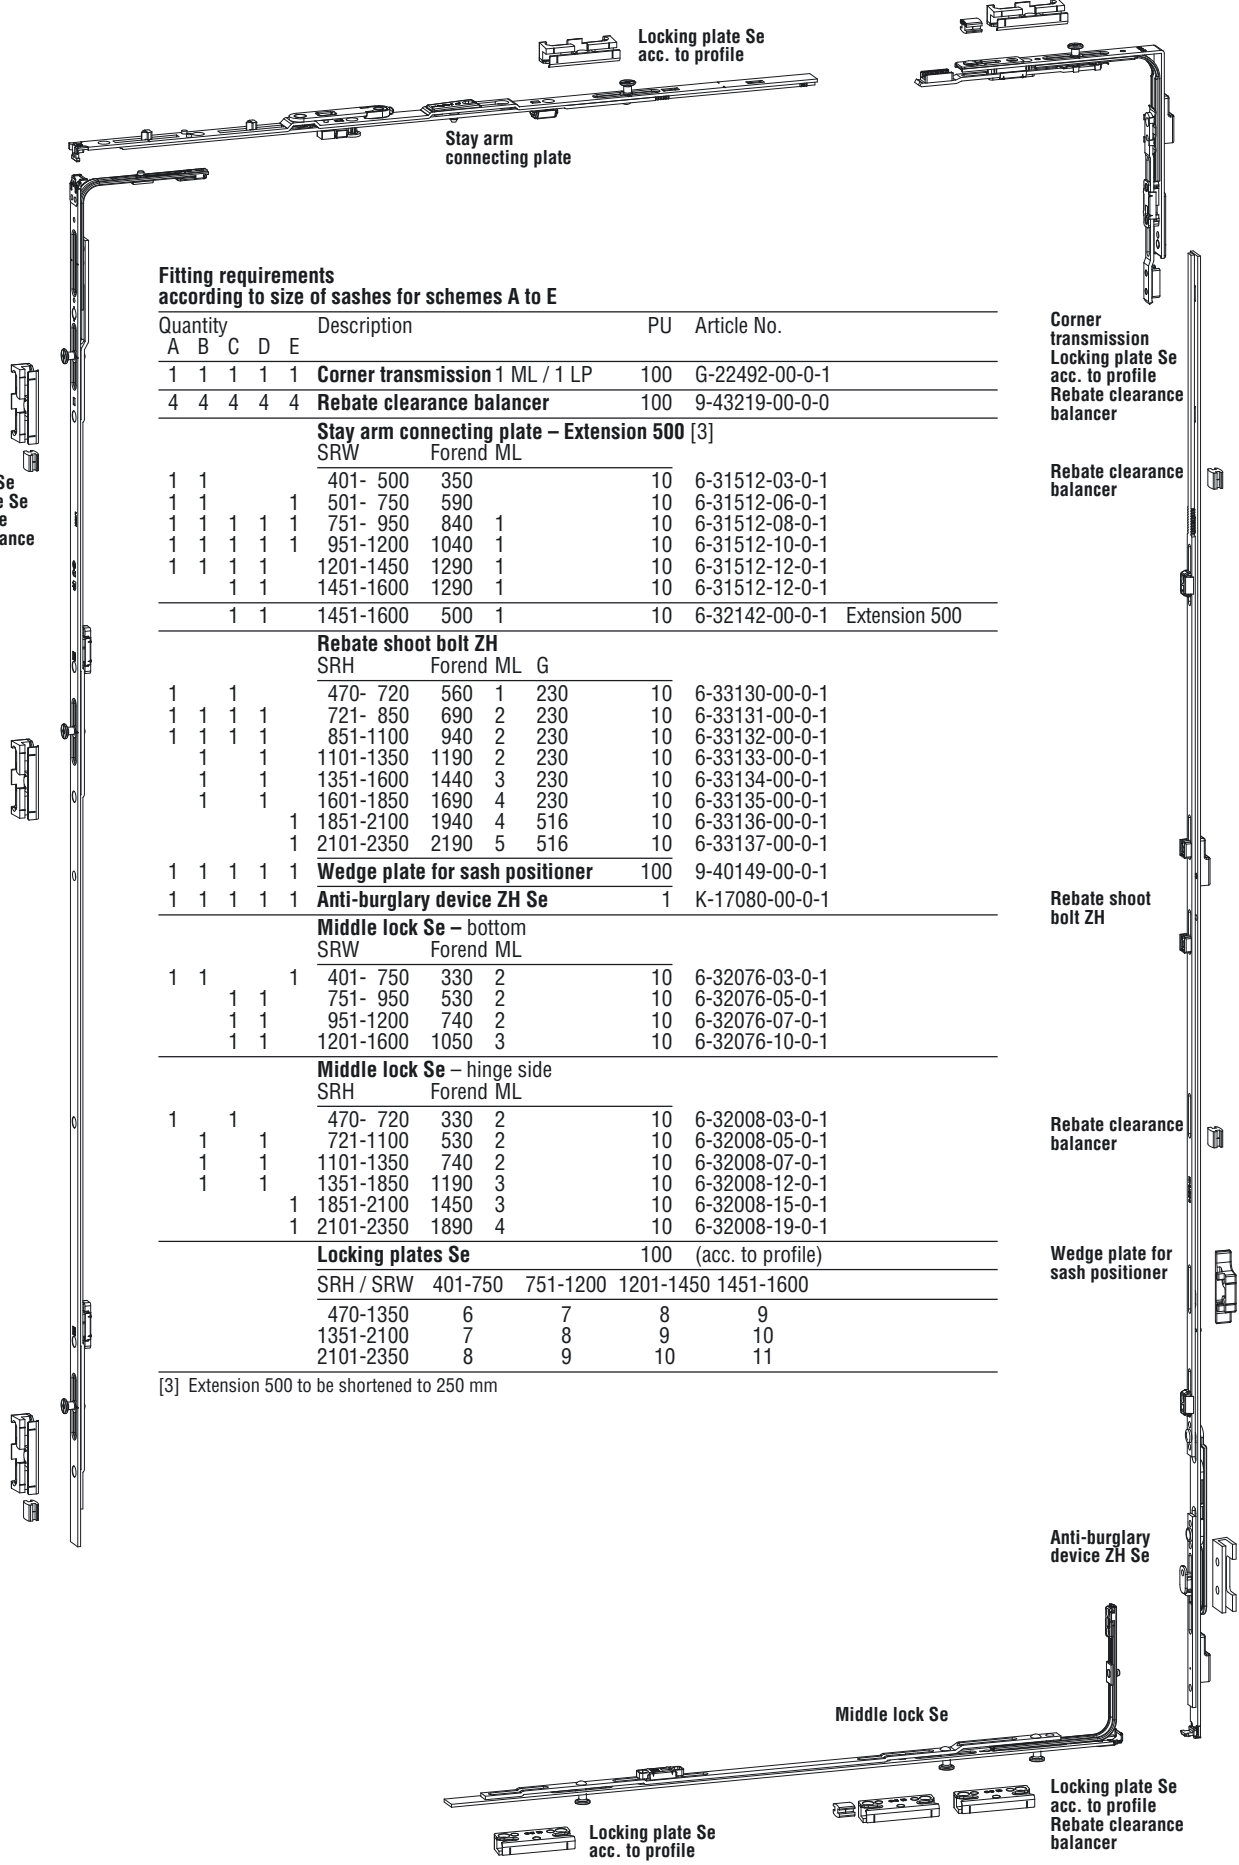 Locking plate Se
acc. to profile
Stay arm
connecting plate
Fitting requirements
according to size of sashes for schemes A to E
Quantity Description PU Article No.
A B C D E
1 1 1 1 1 Corner transmission 1 ML / 1 LP 100 G-22492-00-0-1
4 4 4 4 4 Rebate clearance balancer 100 9-43219-00-0-0
Stay arm connecting plate – Extension 500 [3]
SRW Forend ML
1 1 401- 500 350 10 6-31512-03-0-1
1 1 1 501- 750 590 10 6-31512-06-0-1
1 1 1 1 1 751- 950 840 1 10 6-31512-08-0-1
1 1 1 1 1 951-1200 1040 1 10 6-31512-10-0-1
1 1 1 1 1201-1450 1290 1 10 6-31512-12-0-1
1 1 1451-1600 1290 1 10 6-31512-12-0-1
1 1 1451-1600 500 1 10 6-32142-00-0-1 Extension 500
Rebate shoot bolt ZH
SRH Forend ML G
1 1 470- 720 560 1 230 10 6-33130-00-0-1
1 1 1 1 721- 850 690 2 230 10 6-33131-00-0-1
1 1 1 1 851-1100 940 2 230 10 6-33132-00-0-1
1 1 1101-1350 1190 2 230 10 6-33133-00-0-1
1 1 1351-1600 1440 3 230 10 6-33134-00-0-1
1 1 1601-1850 1690 4 230 10 6-33135-00-0-1
1 1851-2100 1940 4 516 10 6-33136-00-0-1
1 2101-2350 2190 5 516 10 6-33137-00-0-1
1 1 1 1 1 Wedge plate for sash positioner 100 9-40149-00-0-1
1 1 1 1 1 Anti-burglary device ZH Se 1 K-17080-00-0-1
Middle lock Se – bottom
SRW Forend ML
1 1 1 401- 750 330 2 10 6-32076-03-0-1
1 1 751- 950 530 2 10 6-32076-05-0-1
1 1 951-1200 740 2 10 6-32076-07-0-1
1 1 1201-1600 1050 3 10 6-32076-10-0-1
Middle lock Se – hinge side
SRH Forend ML
1 1 470- 720 330 2 10 6-32008-03-0-1
1 1 721-1100 530 2 10 6-32008-05-0-1
1 1 1101-1350 740 2 10 6-32008-07-0-1
1 1 1351-1850 1190 3 10 6-32008-12-0-1
1 1851-2100 1450 3 10 6-32008-15-0-1
1 2101-2350 1890 4 10 6-32008-19-0-1
Locking plates Se 100 (acc. to profile)
SRH / SRW 401-750 751-1200 1201-1450 1451-1600
470-1350 6 7 8 9
1351-2100 7 8 9 10
2101-2350 8 9 10 11
[3] Extension 500 to be shortened to 250 mm
Se
e Se
e
ance
Corner
transmission
Locking plate Se
acc. to profile
Rebate clearance
balancer
Rebate clearance
balancer
Rebate shoot
bolt ZH
Rebate clearance
balancer
Wedge plate for
sash positioner
Anti-burglary
device ZH Se
Middle lock Se
Locking plate Se
acc. to profile
Rebate clearance
balancer
Locking plate Se
acc. to profile